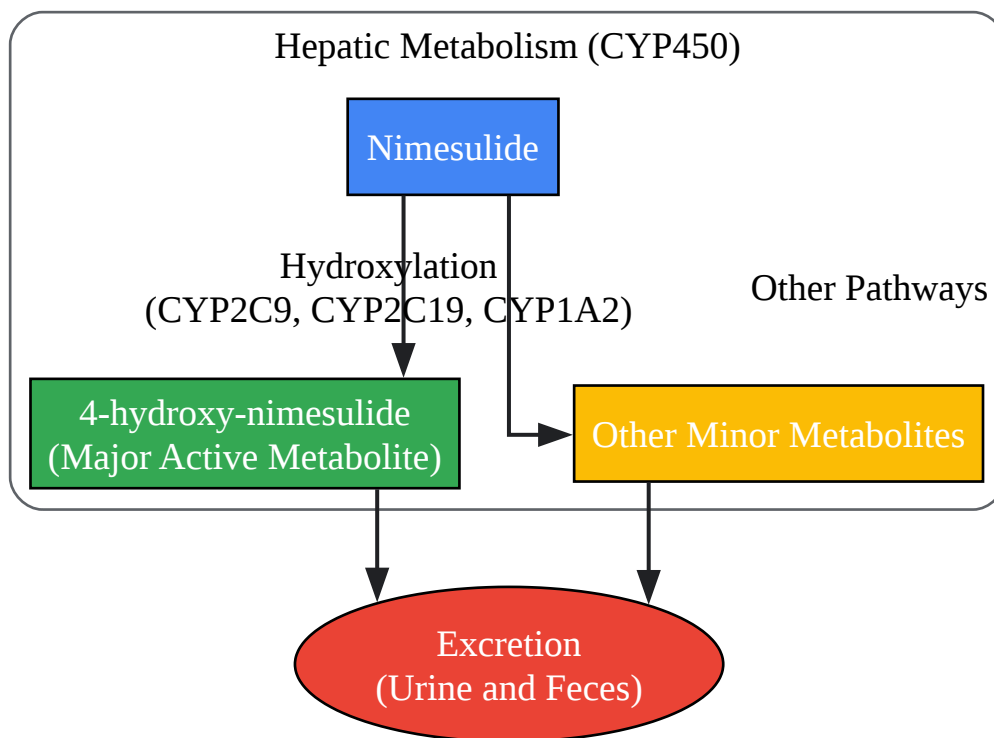 Hepatic Metabolism (CYP450)
Nimesulide
Hydroxylation
(CYP2C9, CYP2C19, CYP1A2)
Other Pathways
4-hydroxy-nimesulide
(Major Active Metabolite)
Other Minor Metabolites
Excretion
(Urine and Feces)